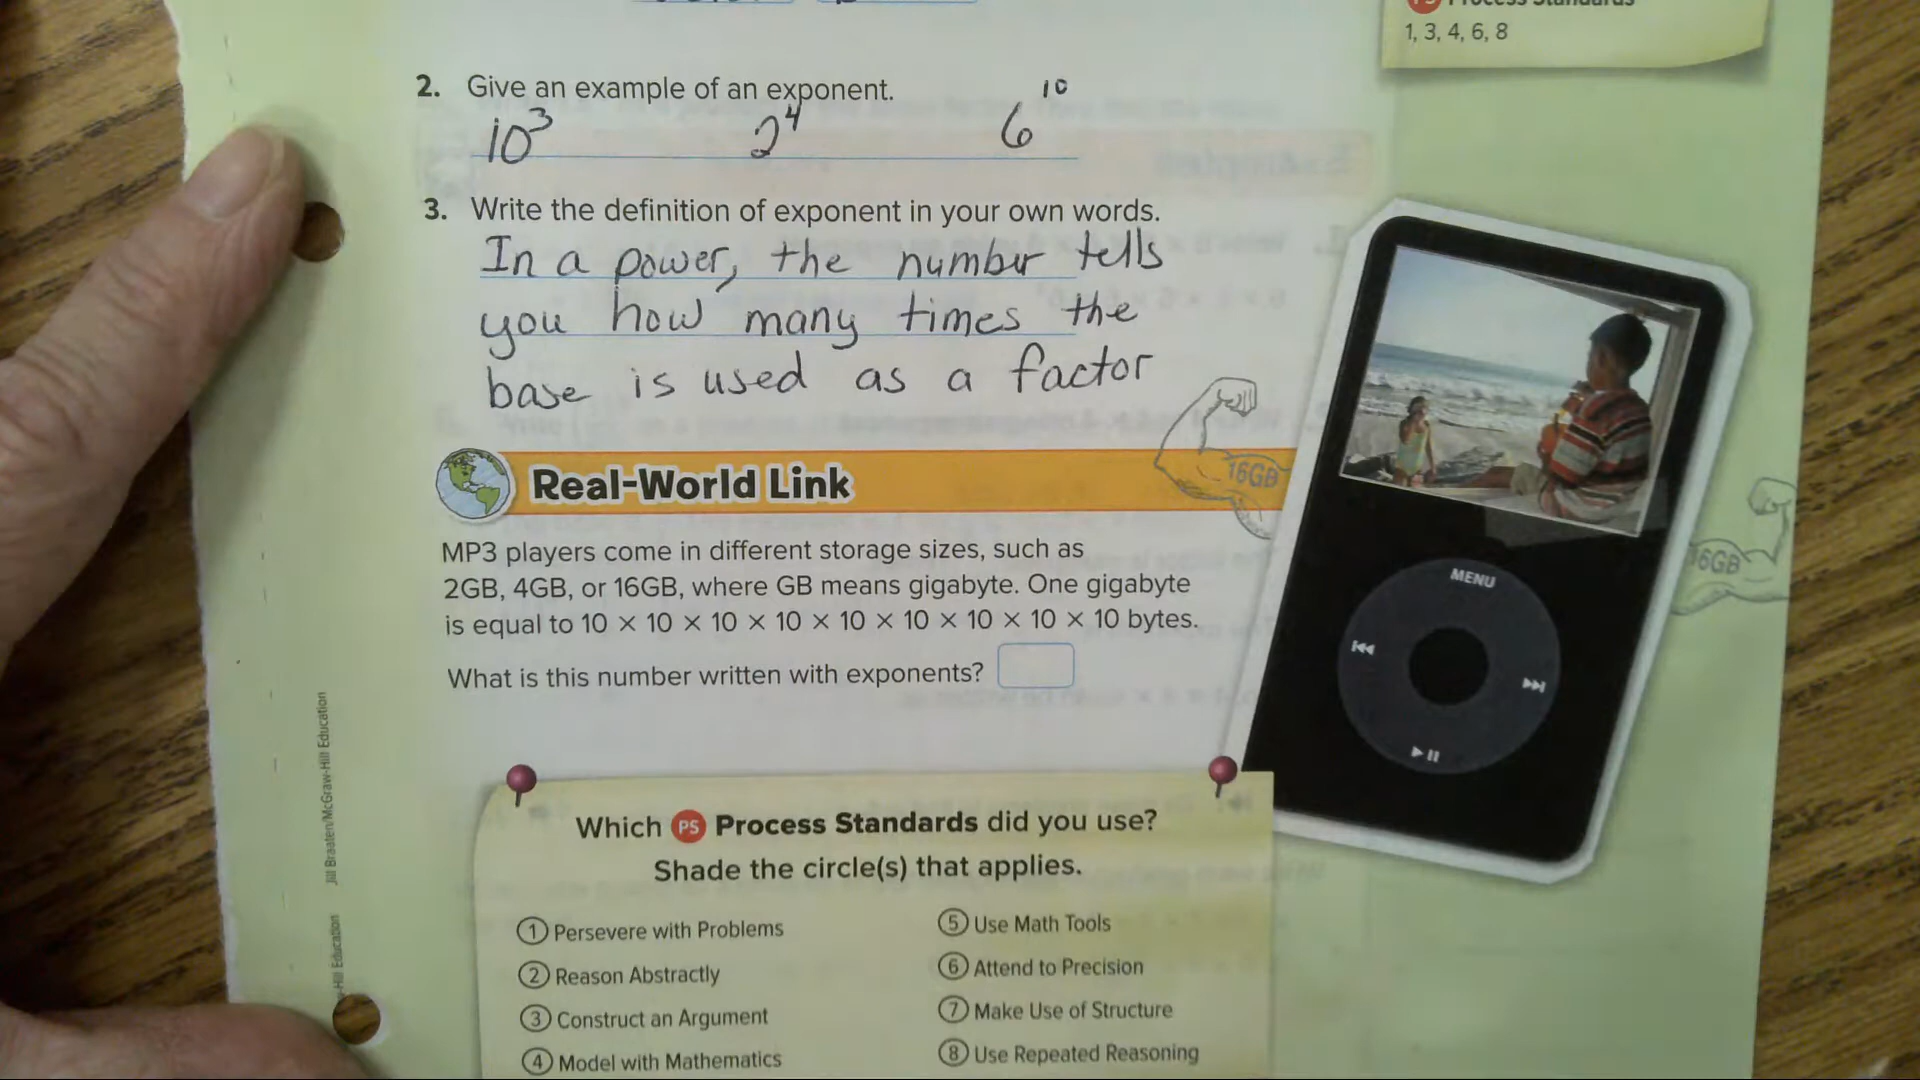 1, 3, 4, 6, 8
2. Give an example of an exponent.
10³ 2⁴ 6¹⁰
3. Write the definition of exponent in your own words.
In a power, the number tells
you how many times the
base is used as a factor
Real-World Link
16GB
MP3 players come in different storage sizes, such as
2GB, 4GB, or 16GB, where GB means gigabyte. One gigabyte
is equal to 10 × 10 × 10 × 10 × 10 × 10 × 10 × 10 × 10 bytes.
What is this number written with exponents?
MENU
16GB
Jill Braaten/McGraw-Hill Education
-Hill Education
Which PS Process Standards did you use?
Shade the circle(s) that applies.
1 Persevere with Problems
2 Reason Abstractly
3 Construct an Argument
4 Model with Mathematics
5 Use Math Tools
6 Attend to Precision
7 Make Use of Structure
8 Use Repeated Reasoning